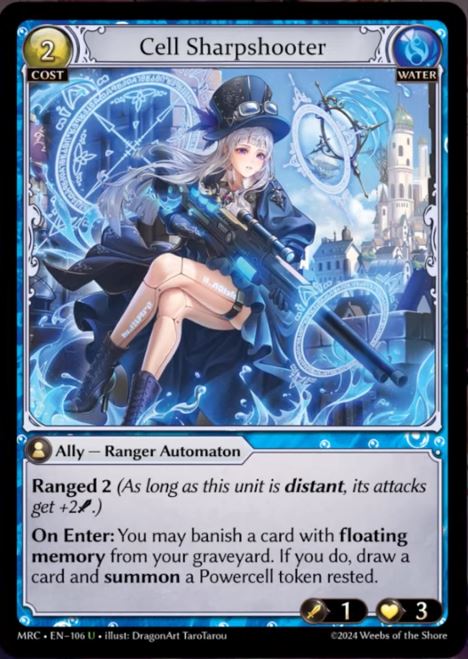 2
Cell Sharpshooter
COST
WATER
Ally — Ranger Automaton
Ranged 2 (As long as this unit is distant, its attacks
get +2.)
On Enter: You may banish a card with floating
memory from your graveyard. If you do, draw a
card and summon a Powercell token rested.
1
3
MRC • EN–106 U • illust: DragonArt TaroTarou
©2024 Weebs of the Shore